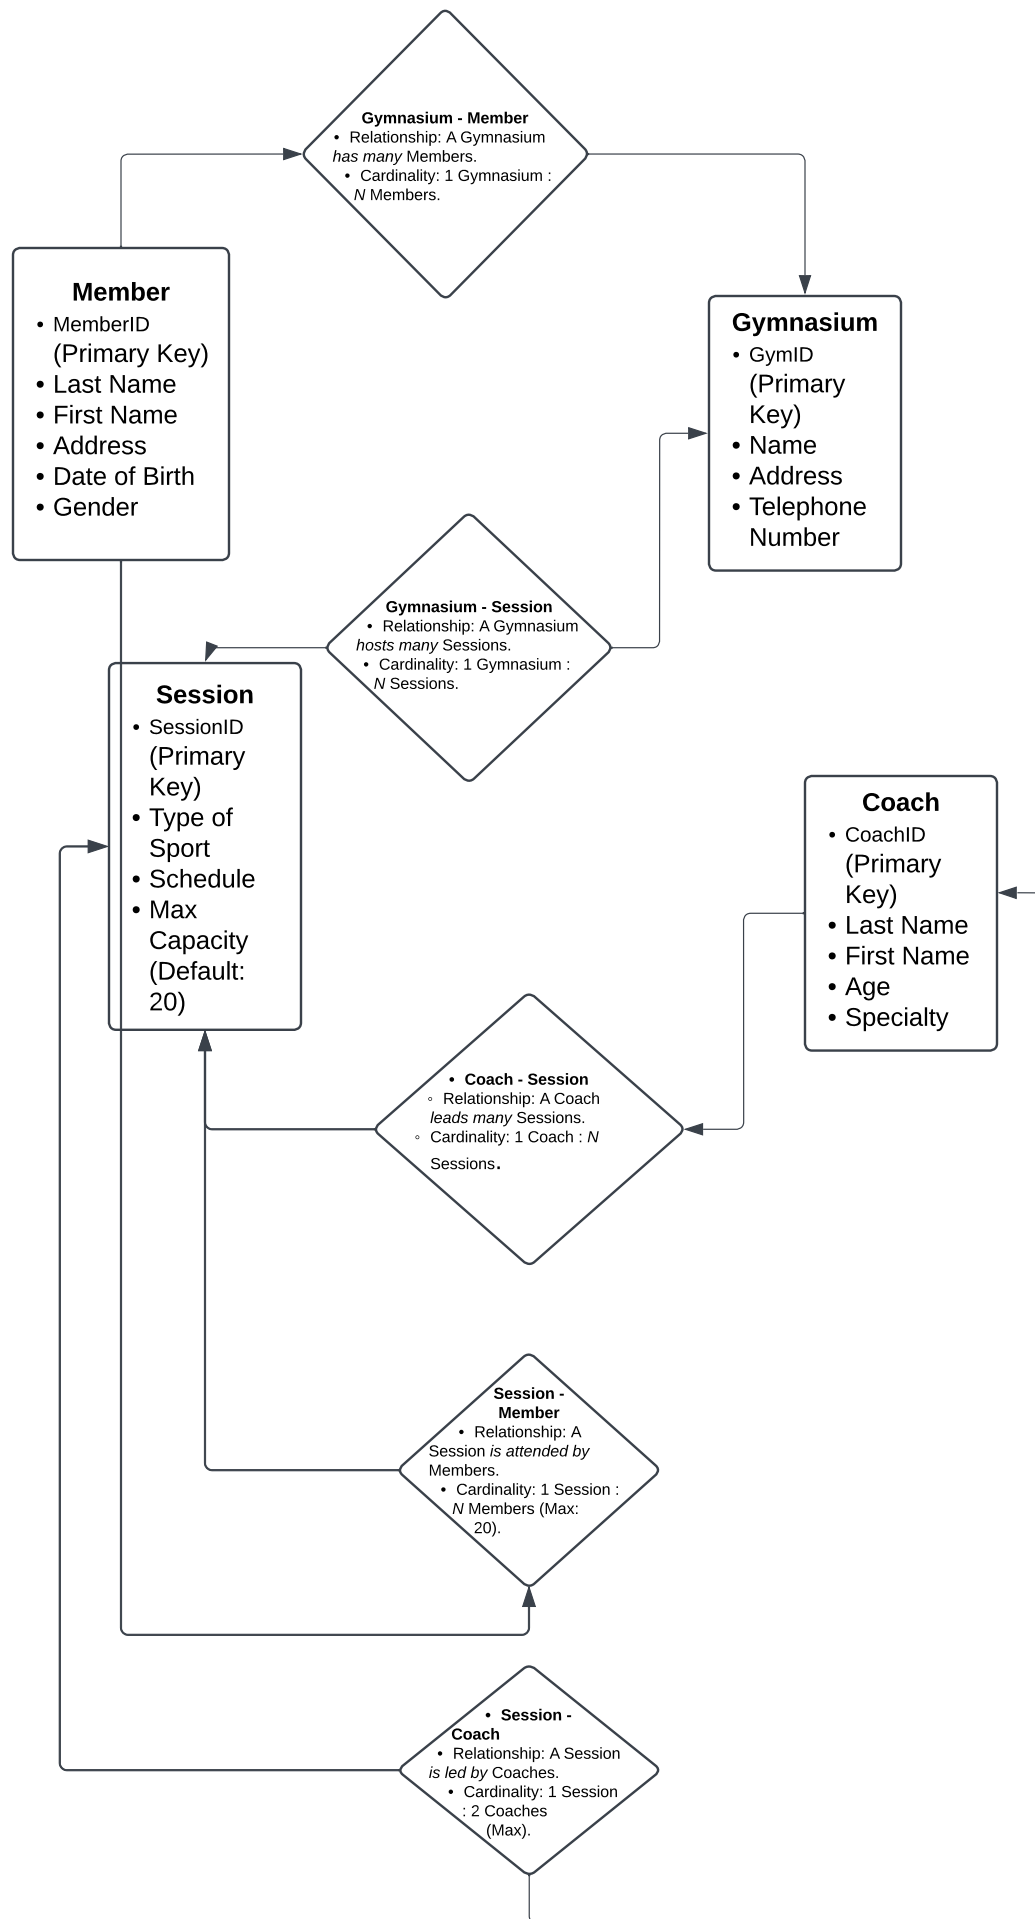 Gymnasium - Member
• Relationship: A Gymnasium
has many Members.
• Cardinality: 1 Gymnasium :
N Members.
Member
• MemberID
(Primary Key)
• Last Name
• First Name
• Address
• Date of Birth
• Gender
Gymnasium
• GymID
(Primary
Key)
• Name
• Address
• Telephone
Number
Gymnasium - Session
• Relationship: A Gymnasium
hosts many Sessions.
• Cardinality: 1 Gymnasium :
N Sessions.
Session
• SessionID
(Primary
Key)
• Type of
Sport
• Schedule
• Max
Capacity
(Default:
20)
Coach
• CoachID
(Primary
Key)
• Last Name
• First Name
• Age
• Specialty
• Coach - Session
◦ Relationship: A Coach
leads many Sessions.
◦ Cardinality: 1 Coach : N
Sessions.
Session -
Member
• Relationship: A
Session is attended by
Members.
• Cardinality: 1 Session :
N Members (Max:
20).
• Session -
Coach
• Relationship: A Session
is led by Coaches.
• Cardinality: 1 Session
: 2 Coaches
(Max).